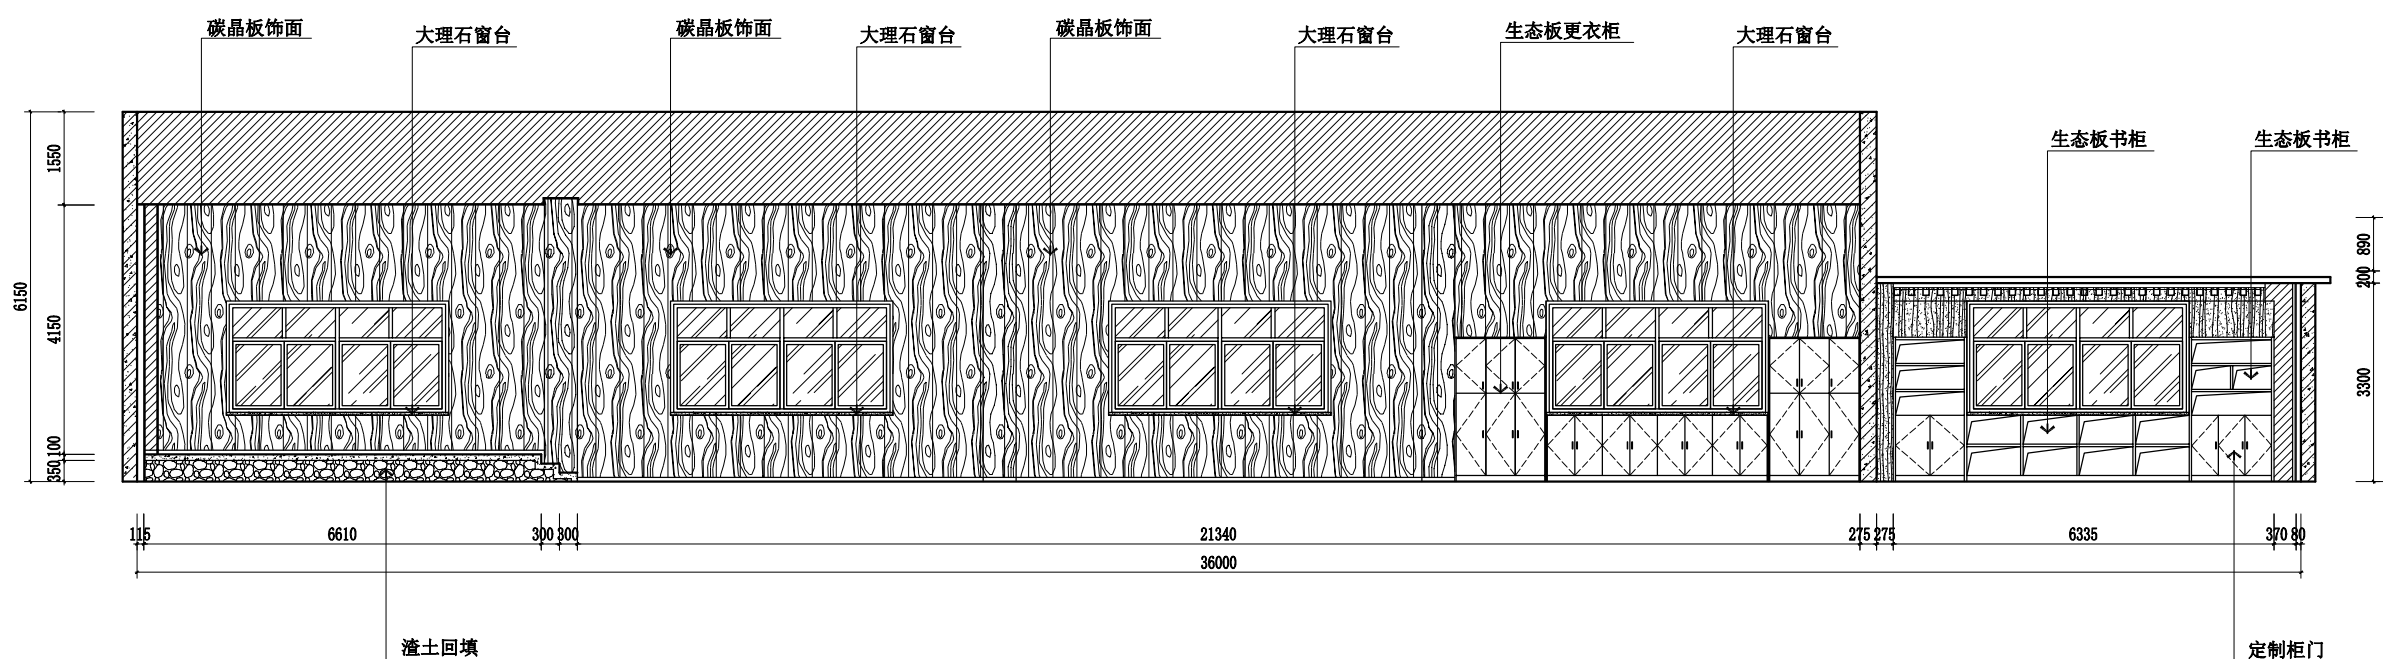 碳晶板饰面
大理石窗台
碳晶板饰面
大理石窗台
碳晶板饰面
大理石窗台
生态板更衣柜
大理石窗台
生态板书柜
生态板书柜
1550
6150
4150
100
350
890
200
3300
115
6610
300
300
21340
275
275
6335
370
80
36000
渣土回填
定制柜门